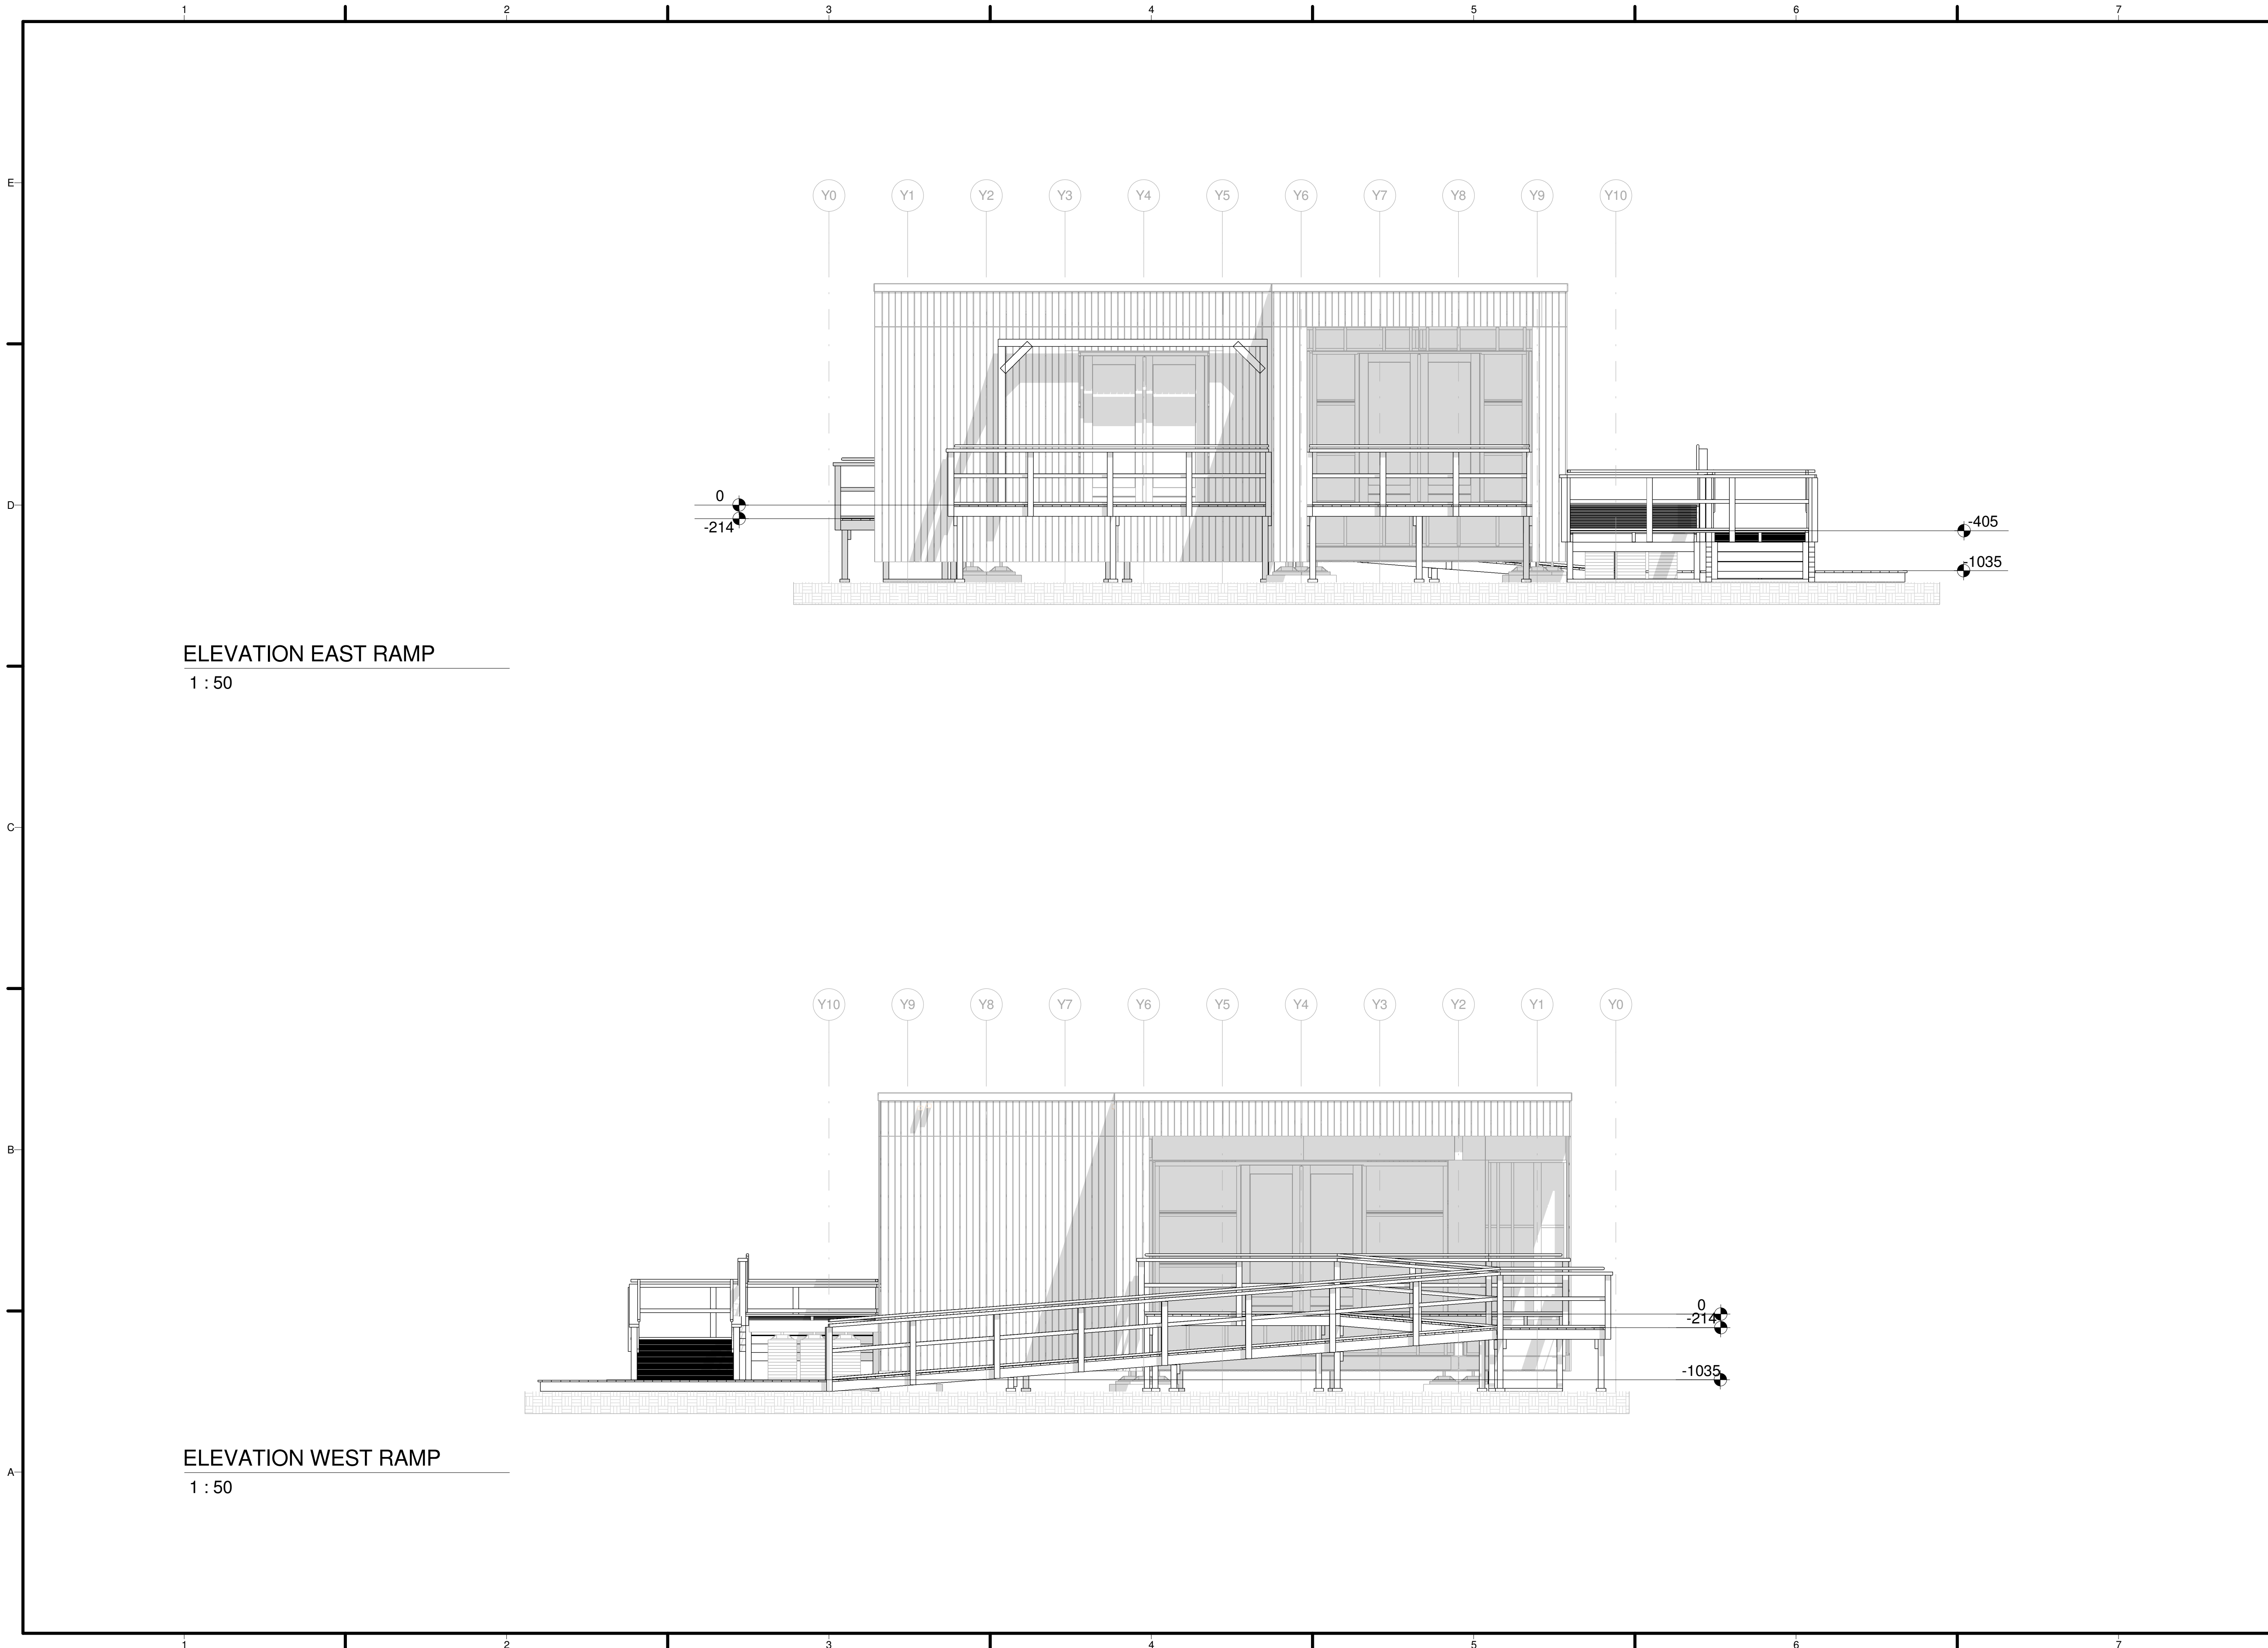 1 2 3 4 5 6 7
E
Y0 Y1 Y2 Y3 Y4 Y5 Y6 Y7 Y8 Y9 Y10
D
0
-214
-405
-1035
ELEVATION EAST RAMP
1 : 50
C
Y10 Y9 Y8 Y7 Y6 Y5 Y4 Y3 Y2 Y1 Y0
B
0
-214
-1035
ELEVATION WEST RAMP
A
1 : 50
1 2 3 4 5 6 7